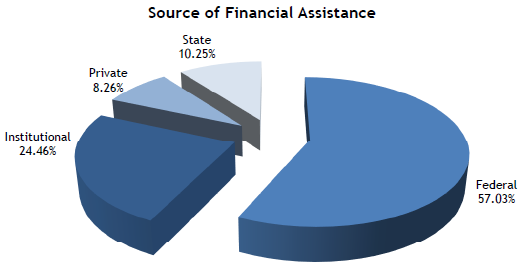 Source of Financial Assistance
State
10.25%
Private
8.26%
Institutional
24.46%
Federal
57.03%